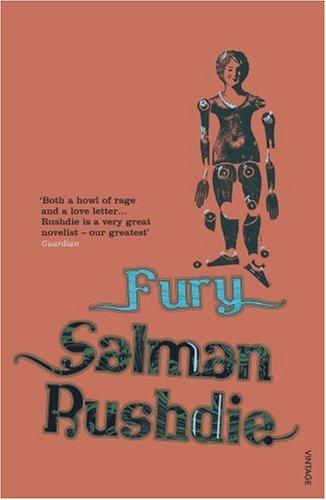 ‘Both a howl of rage
and a love letter...
Rushdie is a very great
novelist – our greatest’
Guardian
Fury
Salman
Rushdie
VINTAGE